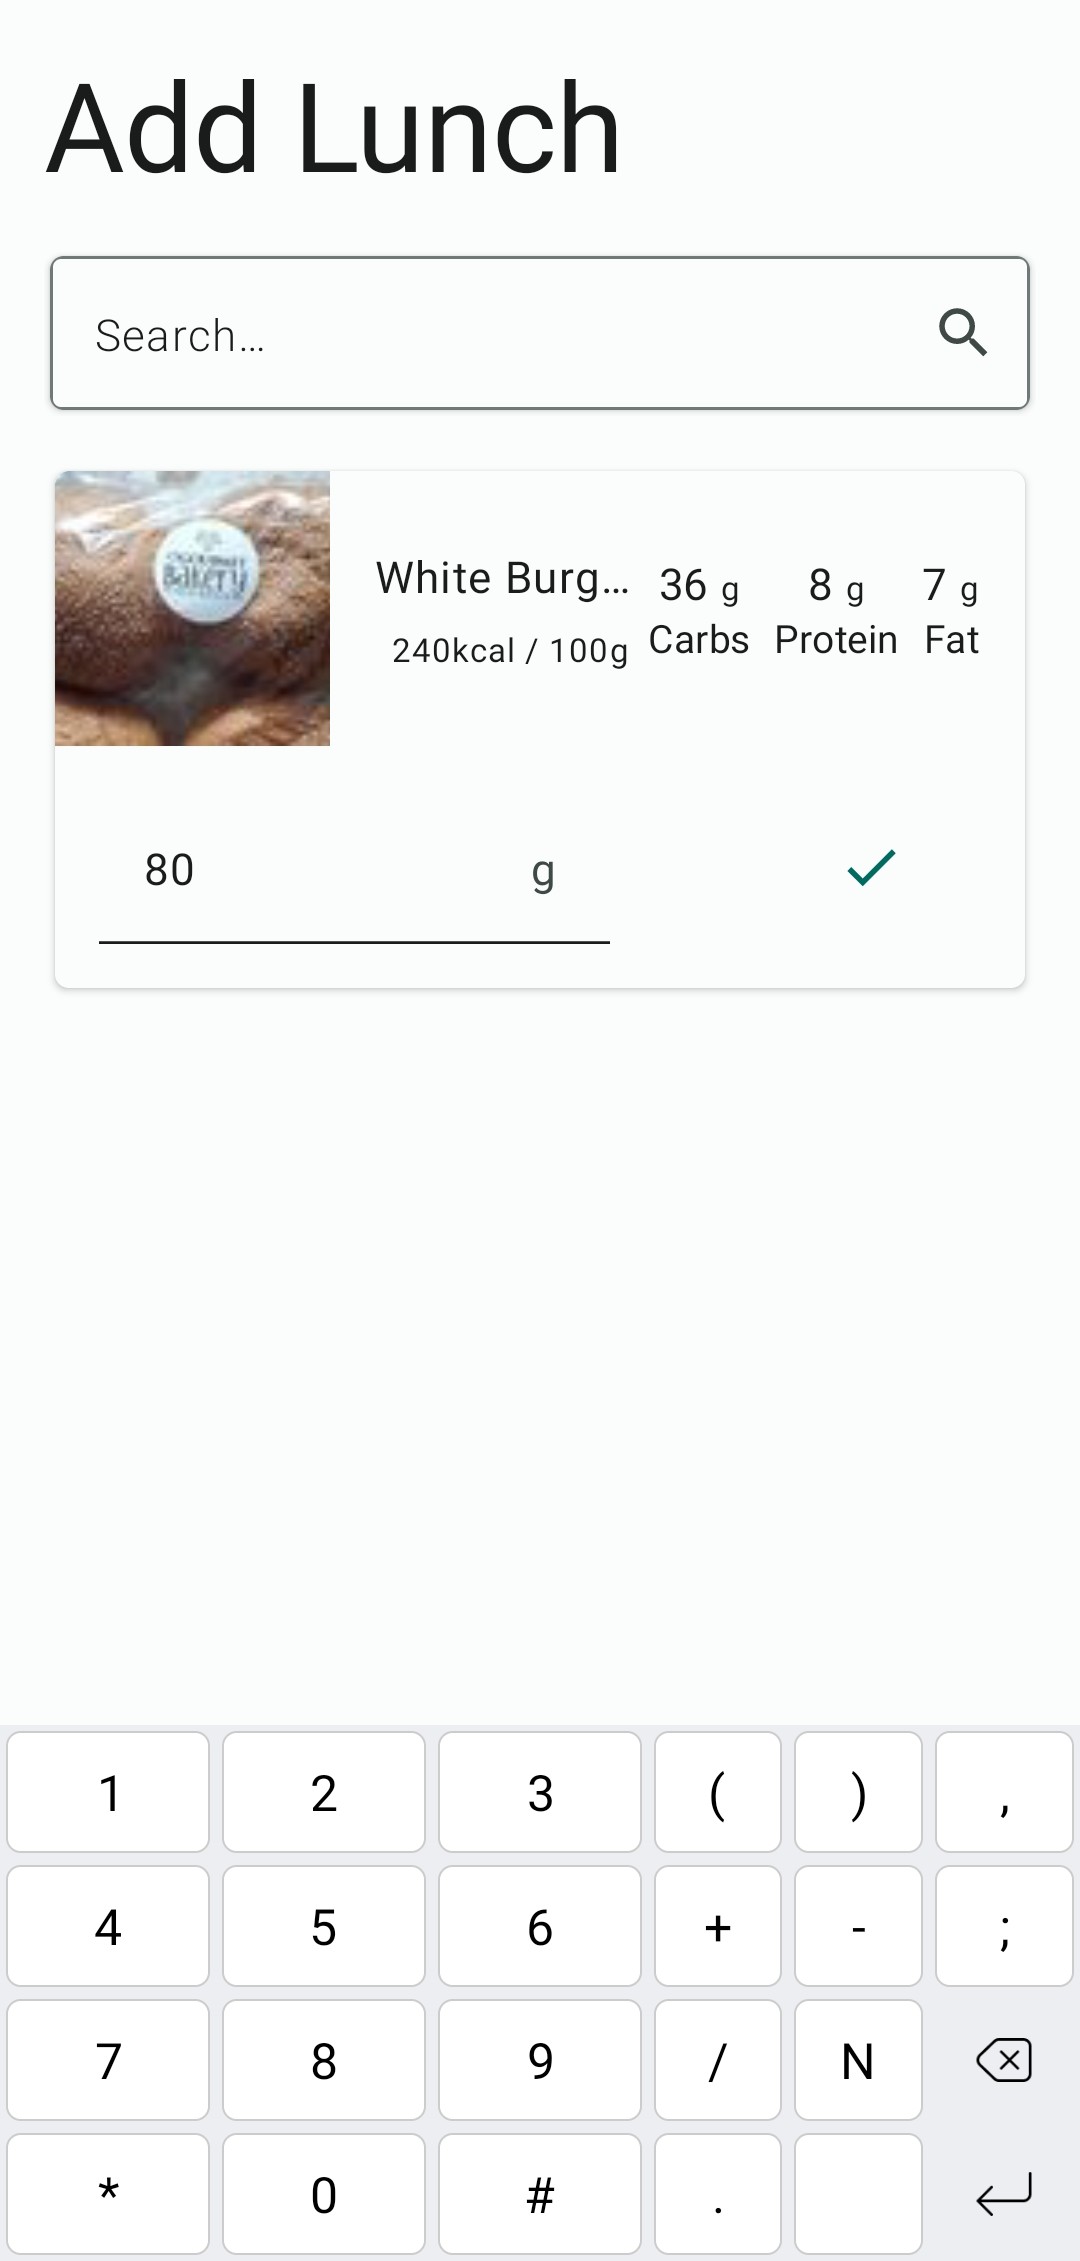 Add Lunch
Search…
Bakery
White Burg… 36 g 8 g 7 g
240kcal / 100g Carbs Protein Fat
80 g
1 2 3 ( ) ,
4 5 6 + - ;
7 8 9 / N
* 0 # .